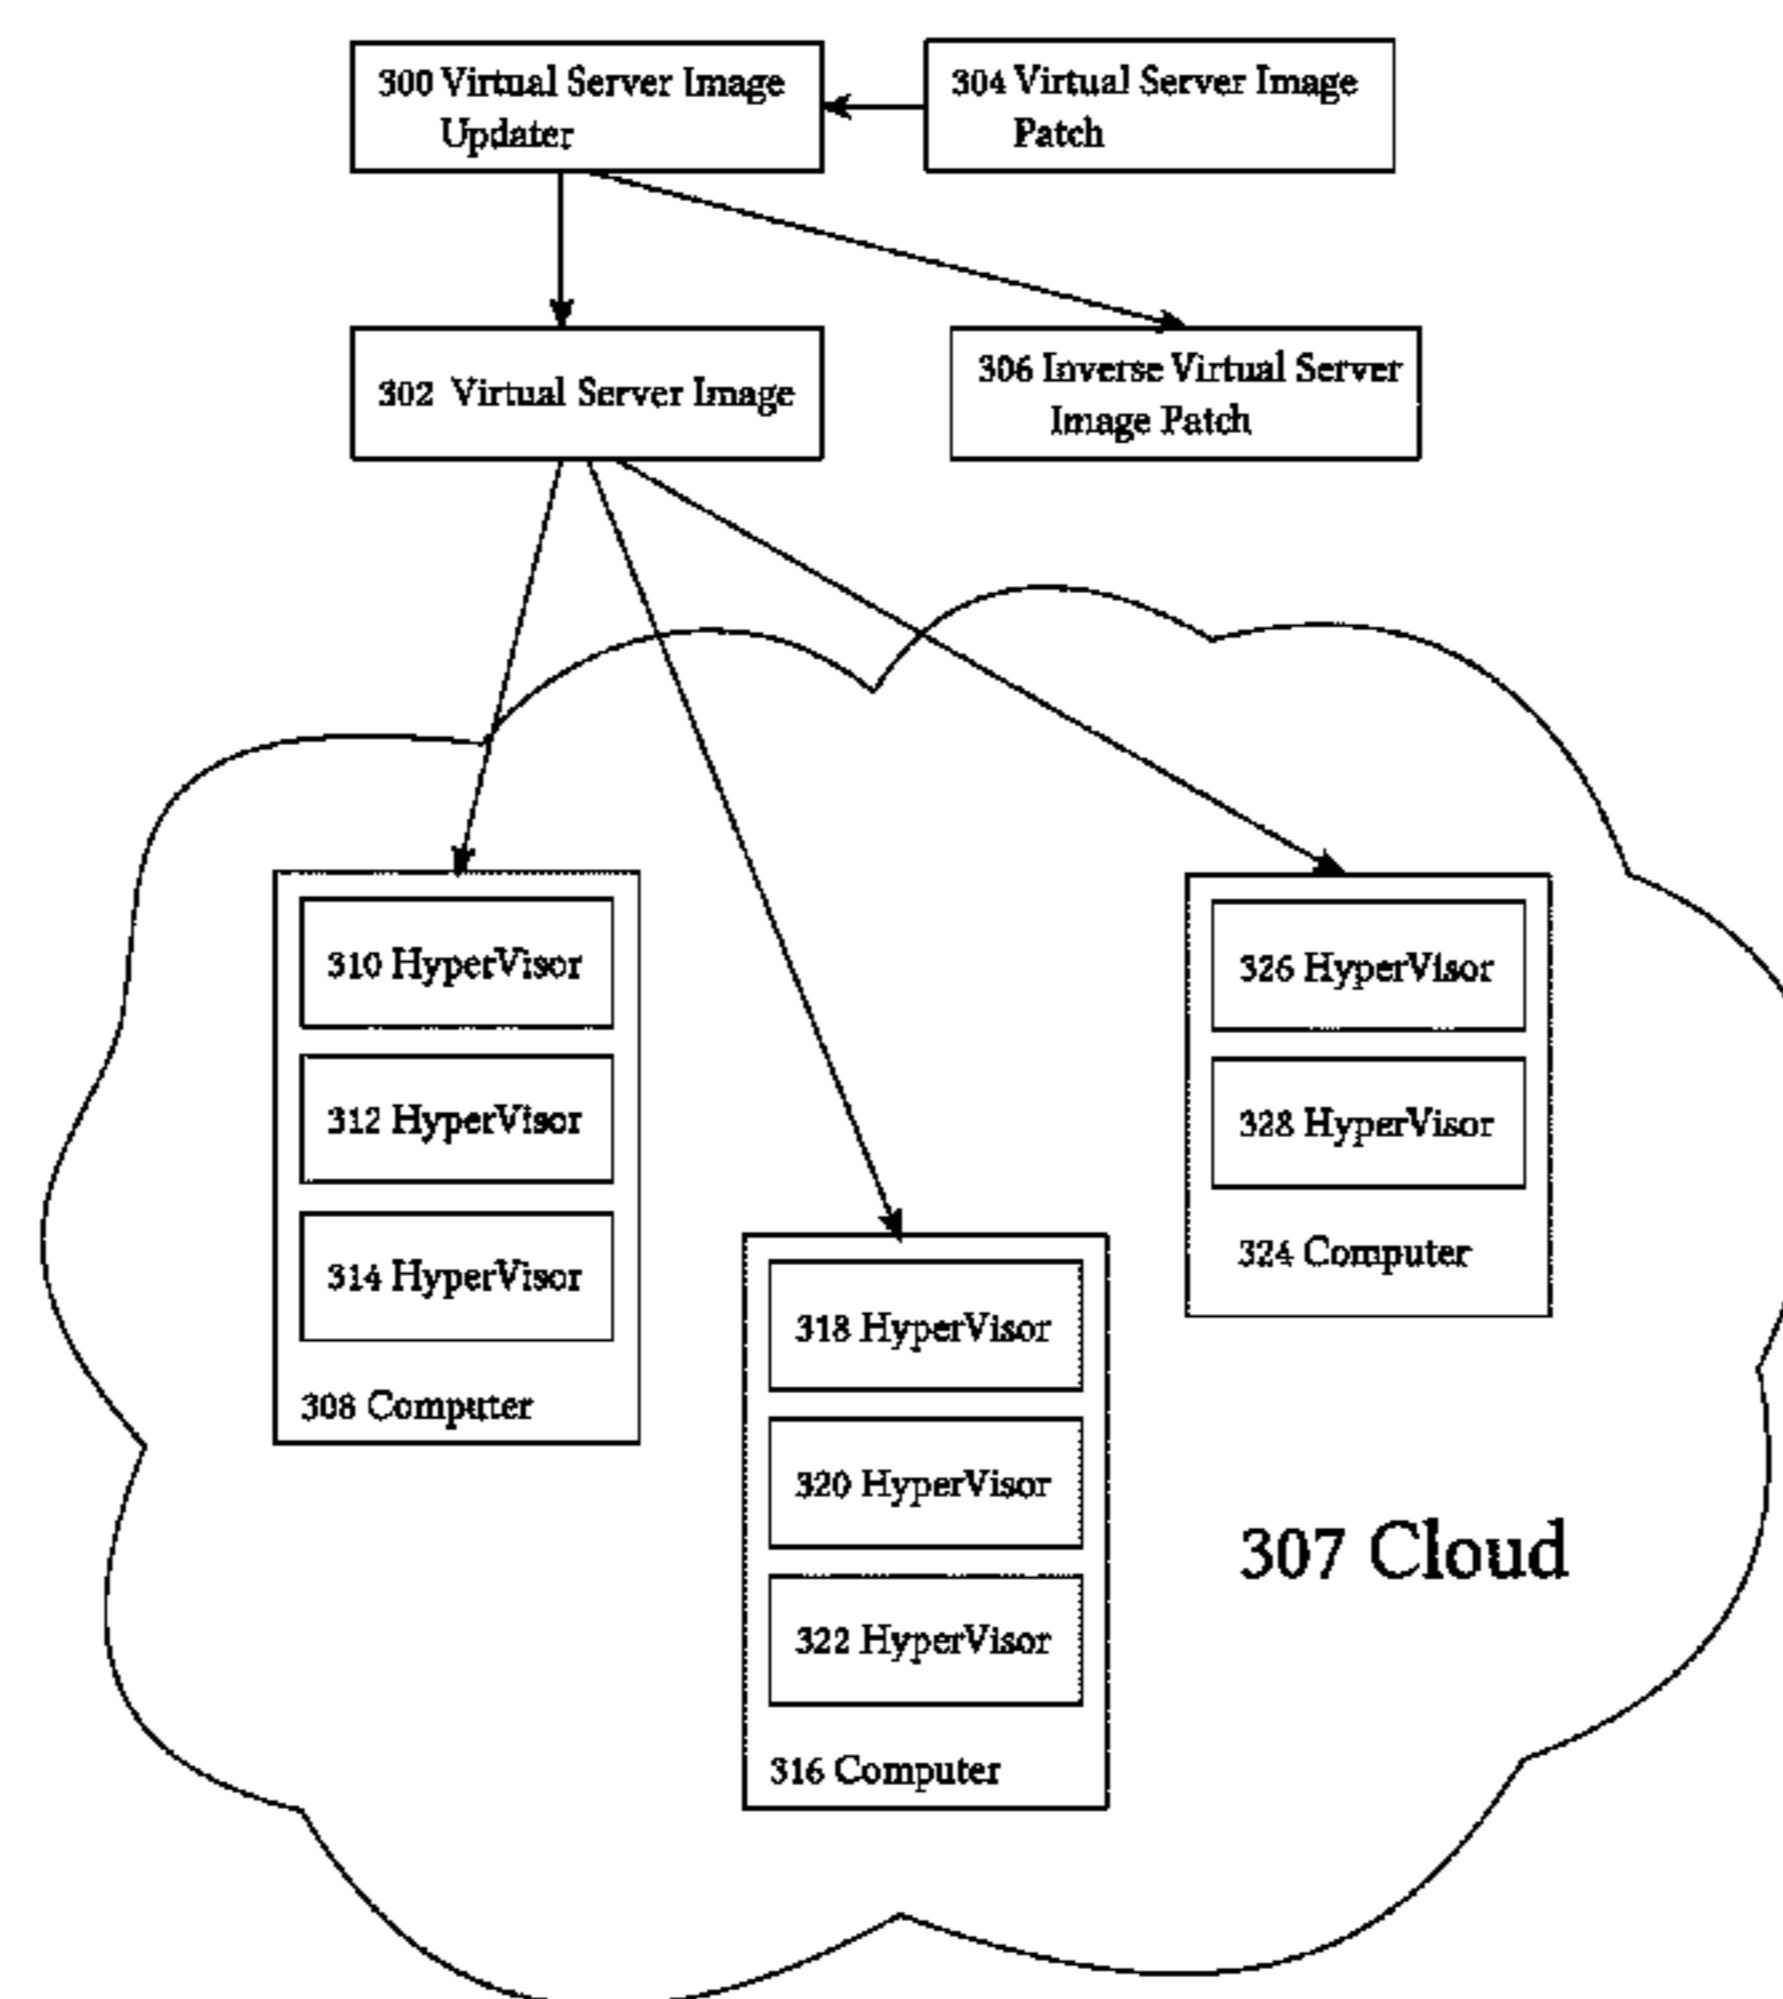 300 Virtual Server Image
Updater
304 Virtual Server Image
Patch
302 Virtual Server Image
306 Inverse Virtual Server
Image Patch
310 HyperVisor
312 HyperVisor
314 HyperVisor
308 Computer
318 HyperVisor
320 HyperVisor
322 HyperVisor
316 Computer
326 HyperVisor
328 HyperVisor
324 Computer
307 Cloud